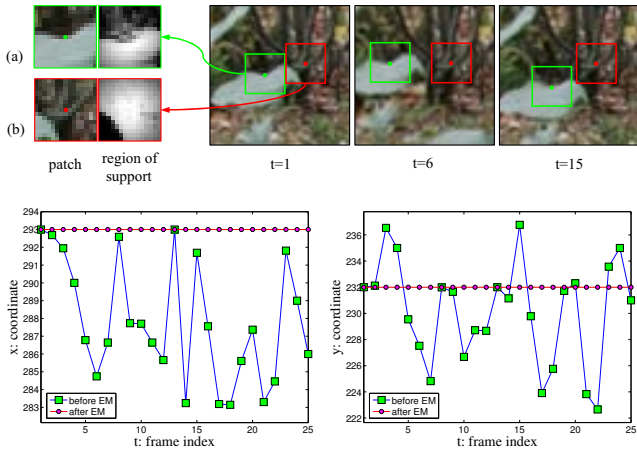 (a)
(b)
patch
region of
support
t=1
t=6
t=15
294
293
292
291
290
289
288
287
286
285
284
283
x: coordinate
before EM
after EM
5
10
15
20
25
t: frame index
236
234
232
230
228
226
224
222
y: coordinate
before EM
after EM
5
10
15
20
25
t: frame index